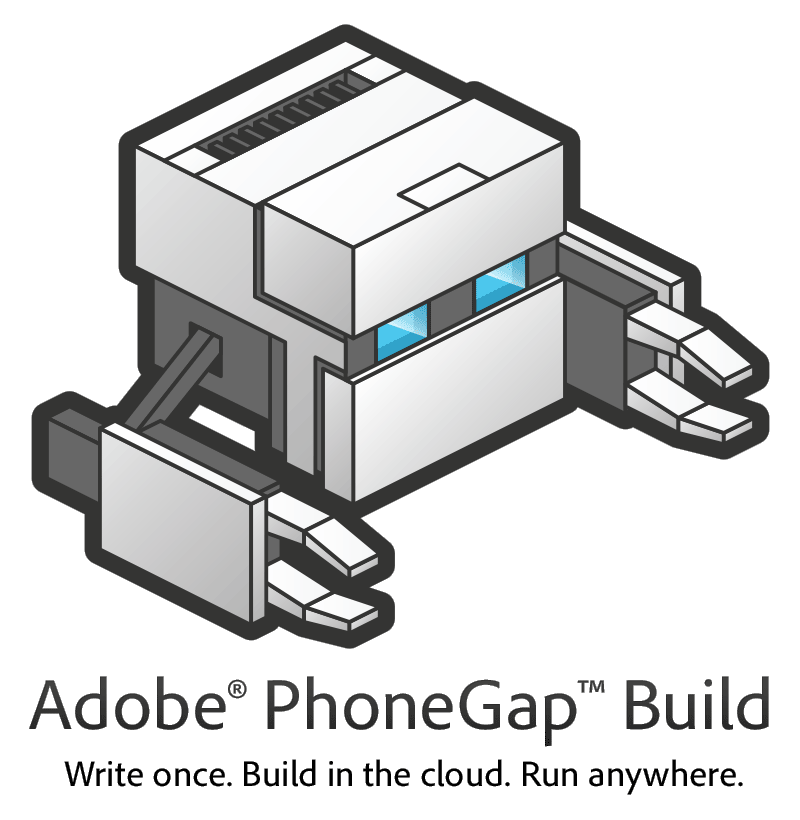 Adobe® PhoneGap™ Build
Write once. Build in the cloud. Run anywhere.